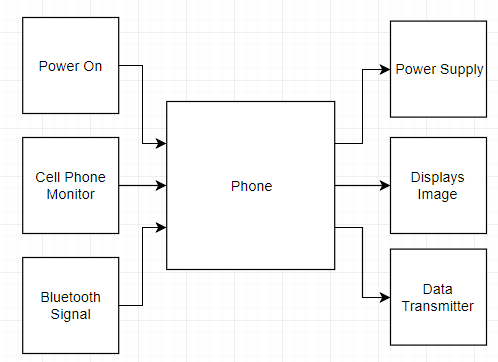 Power On
Cell Phone
Monitor
Bluetooth
Signal
Phone
Power Supply
Displays
Image
Data
Transmitter